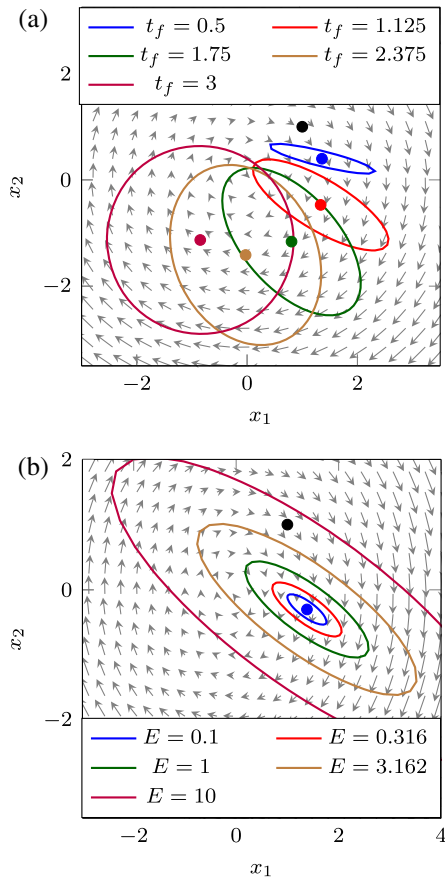 (a)
t_f = 0.5 t_f = 1.125
t_f = 1.75 t_f = 2.375
t_f = 3
2
0
−2
x_2
−2 0 2
x_1
(b)
2
0
−2
x_2
E = 0.1 E = 0.316
E = 1 E = 3.162
E = 10
−2 0 2 4
x_1